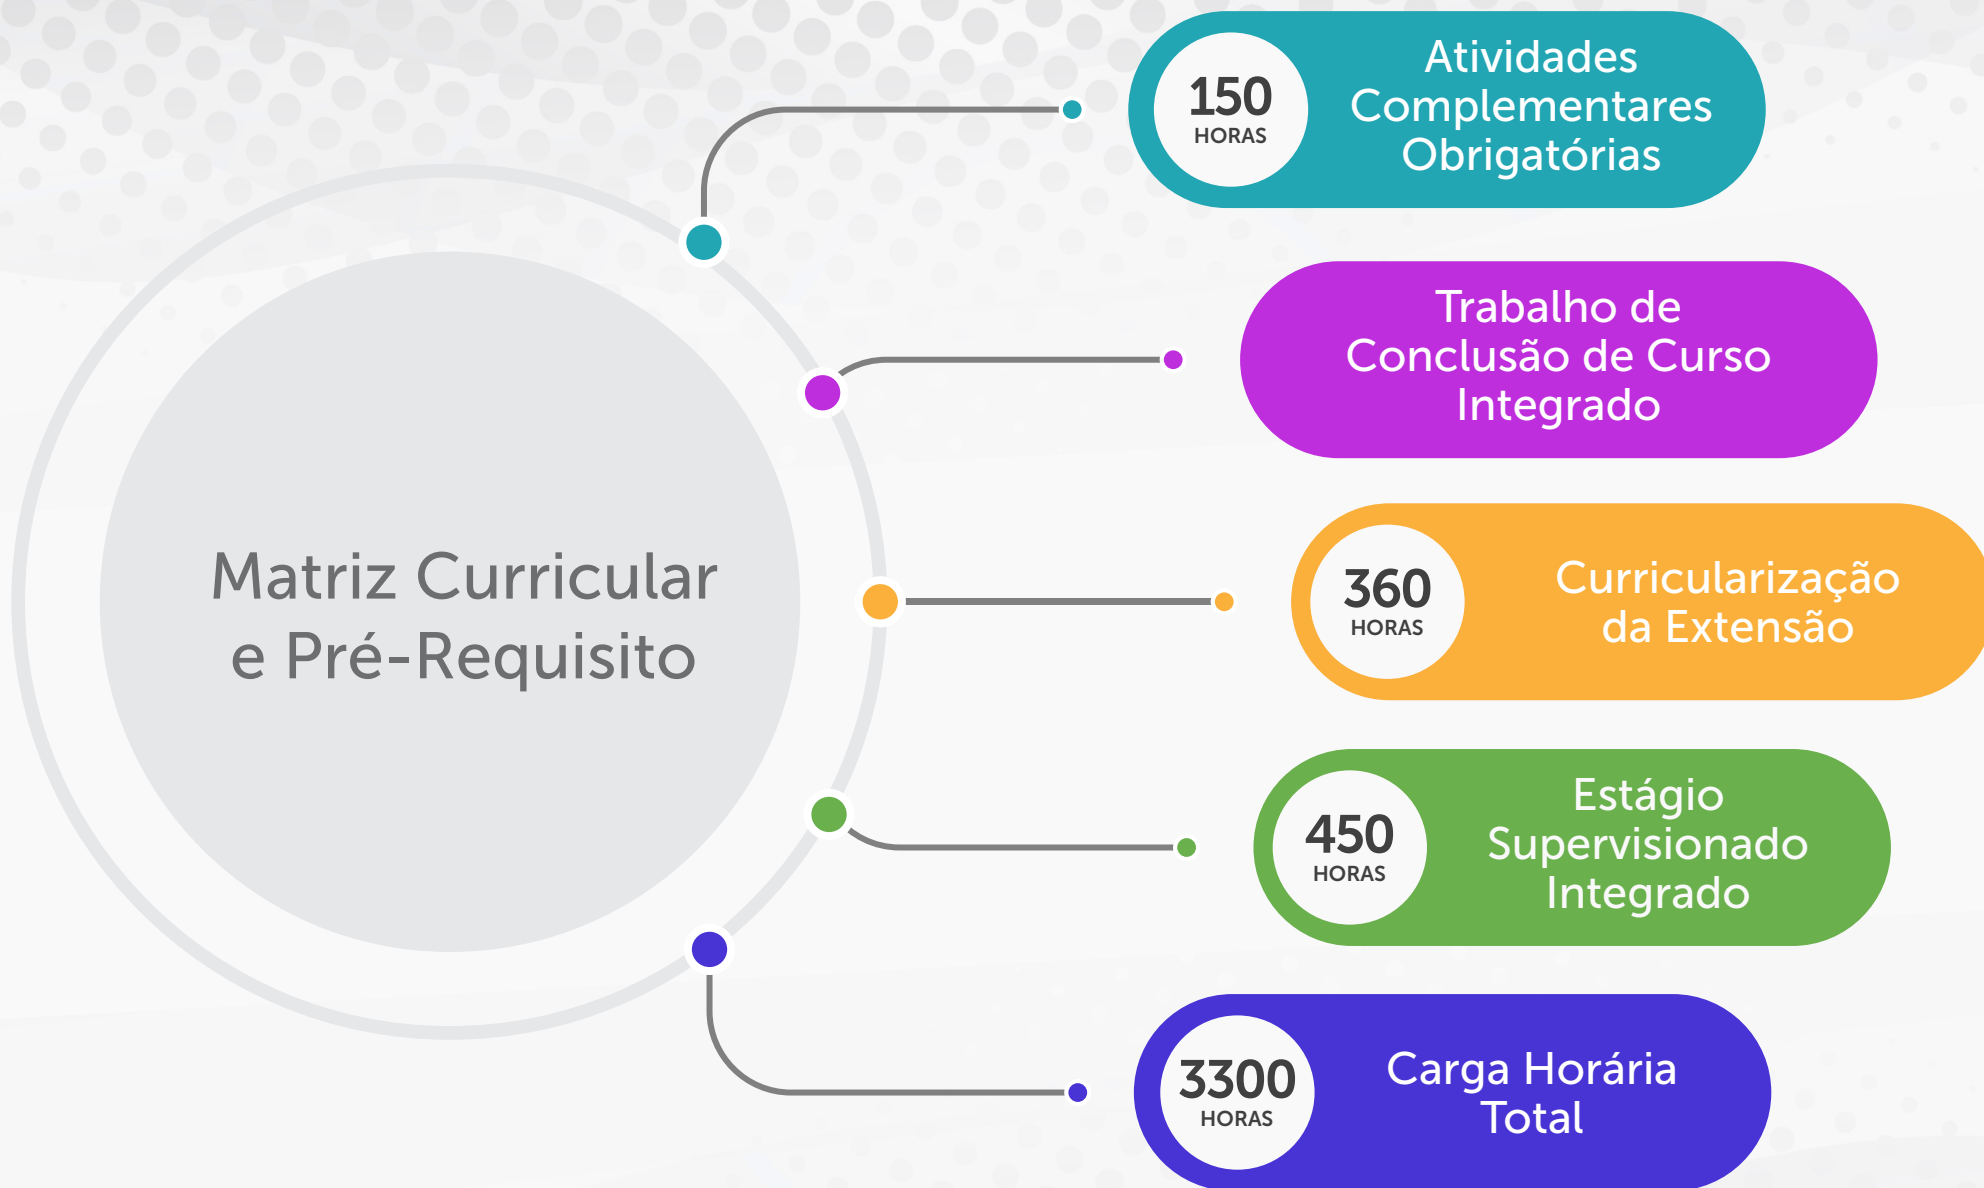 Matriz Curricular
e Pré-Requisito
150
HORAS
Atividades
Complementares
Obrigatórias
Trabalho de
Conclusão de Curso
Integrado
360
HORAS
Curricularização
da Extensão
450
HORAS
Estágio
Supervisionado
Integrado
3300
HORAS
Carga Horária
Total